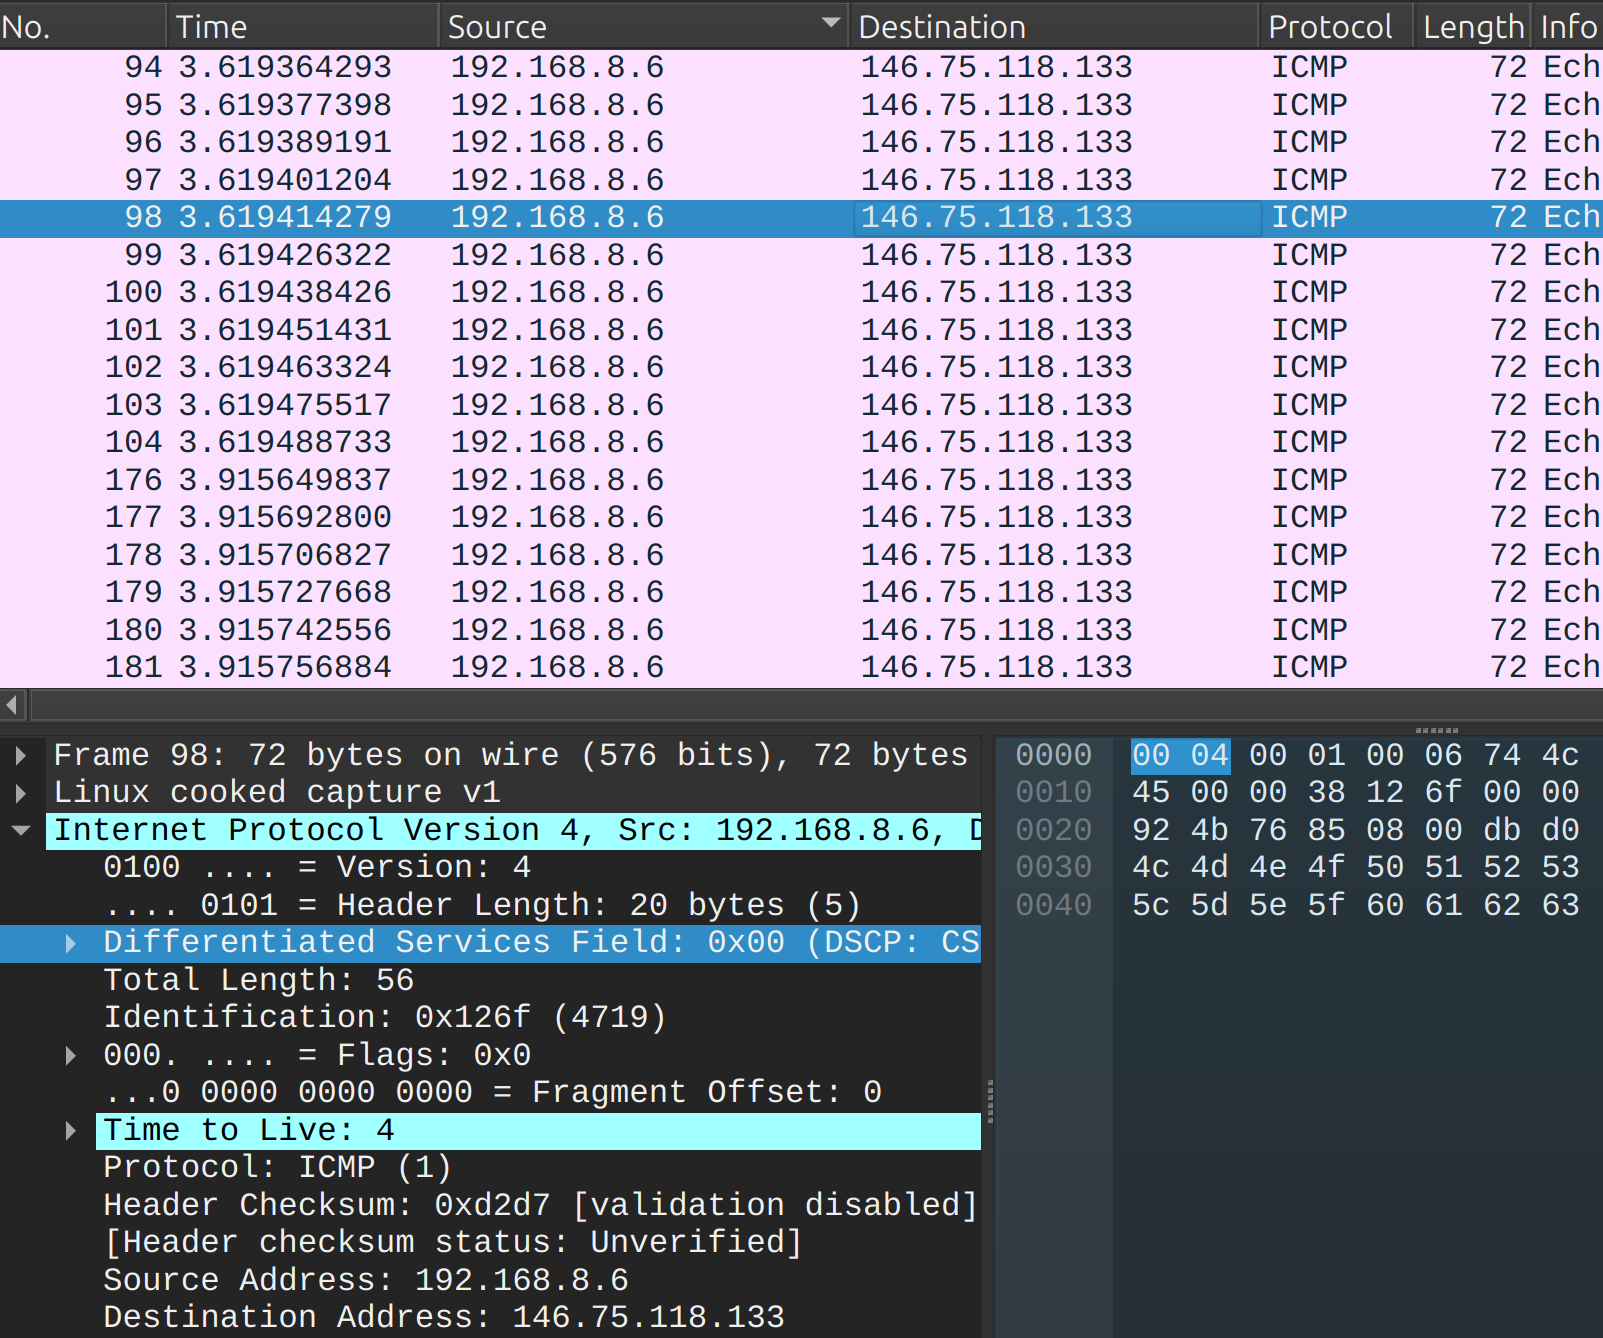 No. Time Source Destination Protocol Length Info
94 3.619364293 192.168.8.6 146.75.118.133 ICMP 72 Ech
95 3.619377398 192.168.8.6 146.75.118.133 ICMP 72 Ech
96 3.619389191 192.168.8.6 146.75.118.133 ICMP 72 Ech
97 3.619401204 192.168.8.6 146.75.118.133 ICMP 72 Ech
98 3.619414279 192.168.8.6 146.75.118.133 ICMP 72 Ech
99 3.619426322 192.168.8.6 146.75.118.133 ICMP 72 Ech
100 3.619438426 192.168.8.6 146.75.118.133 ICMP 72 Ech
101 3.619451431 192.168.8.6 146.75.118.133 ICMP 72 Ech
102 3.619463324 192.168.8.6 146.75.118.133 ICMP 72 Ech
103 3.619475517 192.168.8.6 146.75.118.133 ICMP 72 Ech
104 3.619488733 192.168.8.6 146.75.118.133 ICMP 72 Ech
176 3.915649837 192.168.8.6 146.75.118.133 ICMP 72 Ech
177 3.915692800 192.168.8.6 146.75.118.133 ICMP 72 Ech
178 3.915706827 192.168.8.6 146.75.118.133 ICMP 72 Ech
179 3.915727668 192.168.8.6 146.75.118.133 ICMP 72 Ech
180 3.915742556 192.168.8.6 146.75.118.133 ICMP 72 Ech
181 3.915756884 192.168.8.6 146.75.118.133 ICMP 72 Ech
Frame 98: 72 bytes on wire (576 bits), 72 bytes
Linux cooked capture v1
Internet Protocol Version 4, Src: 192.168.8.6, D
0100 .... = Version: 4
.... 0101 = Header Length: 20 bytes (5)
Differentiated Services Field: 0x00 (DSCP: CS
Total Length: 56
Identification: 0x126f (4719)
000. .... = Flags: 0x0
...0 0000 0000 0000 = Fragment Offset: 0
Time to Live: 4
Protocol: ICMP (1)
Header Checksum: 0xd2d7 [validation disabled]
[Header checksum status: Unverified]
Source Address: 192.168.8.6
Destination Address: 146.75.118.133
0000 00 04 00 01 00 06 74 4c
0010 45 00 00 38 12 6f 00 00
0020 92 4b 76 85 08 00 db d0
0030 4c 4d 4e 4f 50 51 52 53
0040 5c 5d 5e 5f 60 61 62 63